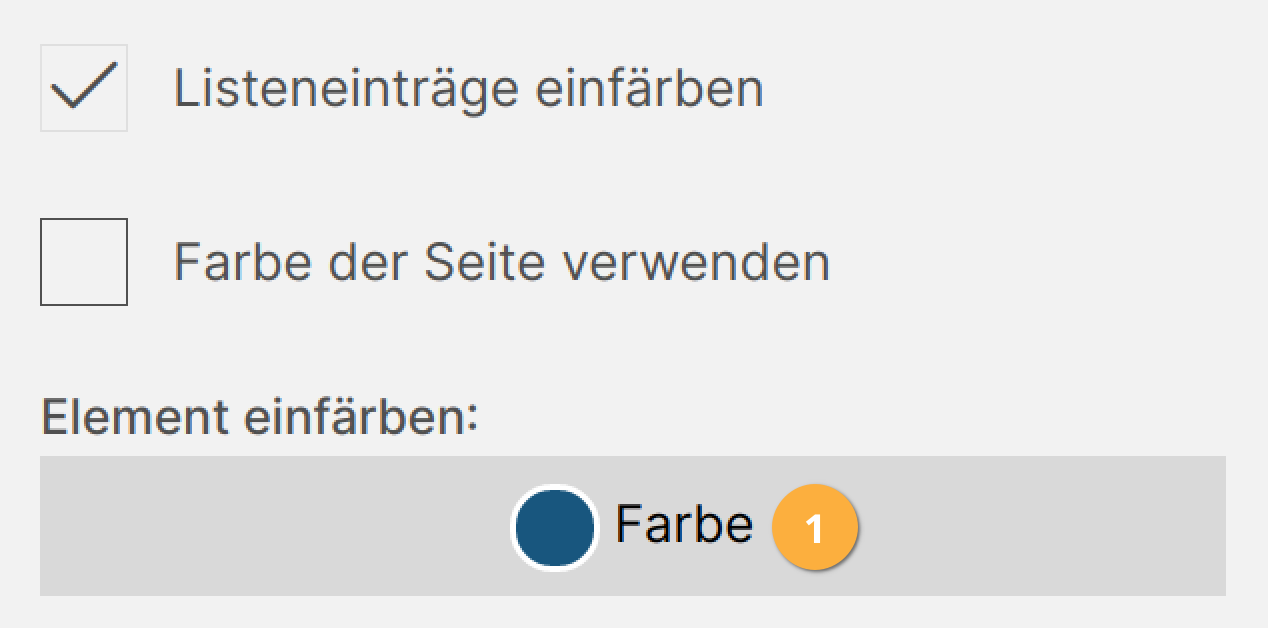 Listeneinträge einfärben
Farbe der Seite verwenden
Element einfärben:
Farbe 1